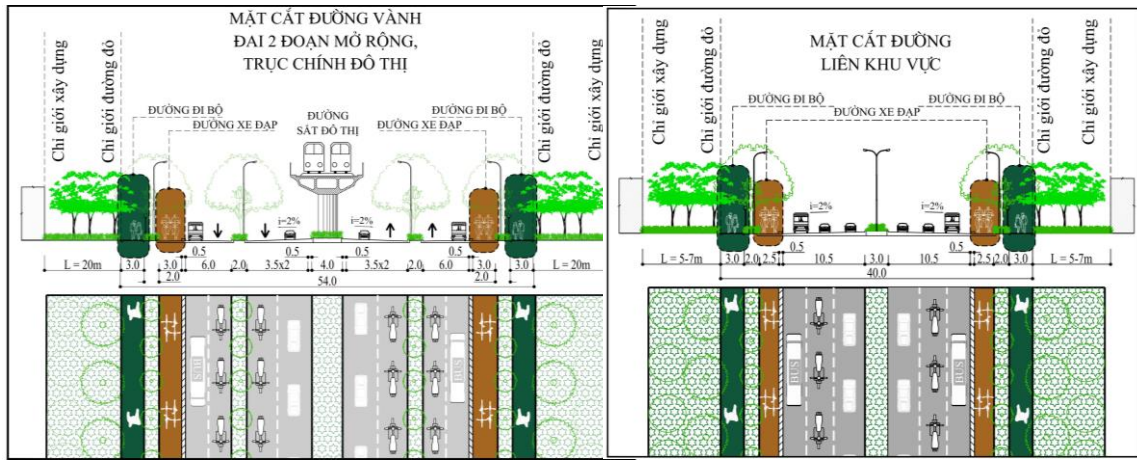 MẶT CẮT ĐƯỜNG VÀNH
ĐAI 2 ĐOẠN MỞ RỘNG,
TRỤC CHÍNH ĐÔ THỊ
Chỉ giới xây dựng
Chỉ giới đường đỏ
Chỉ giới đường đỏ
Chỉ giới xây dựng
ĐƯỜNG ĐI BỘ
ĐƯỜNG XE ĐẠP
ĐƯỜNG
SẮT ĐÔ THỊ
ĐƯỜNG ĐI BỘ
ĐƯỜNG XE ĐẠP
i=2%
i=2%
0.5
0.5
0.5
0.5
L = 20m
3.0
3.0
6.0
2.0
3.5x2
4.0
3.5x2
2.0
6.0
3.0
3.0
L = 20m
2.0
2.0
54.0
BUS
BUS
MẶT CẮT ĐƯỜNG
LIÊN KHU VỰC
Chỉ giới xây dựng
Chỉ giới đường đỏ
Chỉ giới đường đỏ
Chỉ giới xây dựng
ĐƯỜNG ĐI BỘ
ĐƯỜNG ĐI BỘ
ĐƯỜNG XE ĐẠP
i=2%
i=2%
0.5
0.5
L = 5-7m
3.0
2.0
2.5
10.5
3.0
10.5
2.5
2.0
3.0
L = 5-7m
40.0
BUS
BUS